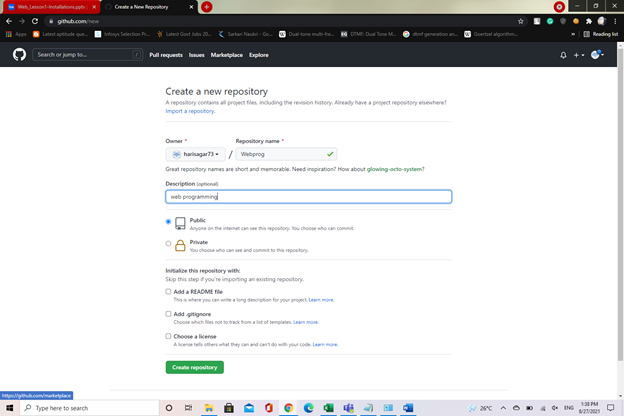 Web_Lesson1-Installations.pptx
Create a New Repository
github.com/new
Apps
Latest aptitude quest...
Infosys Selection Pr...
Latest Govt Jobs 20...
Sarkari Naukri - Go...
Dual tone multi-fre...
DTMF: Dual Tone M...
dtmf generation an...
Goertzel algorithm...
»
Reading list
Search or jump to...
/
Pull requests
Issues
Marketplace
Explore
Create a new repository
A repository contains all project files, including the revision history. Already have a project repository elsewhere?
Import a repository.
Owner *
Repository name *
harisagar73
/
Webprog
Great repository names are short and memorable. Need inspiration? How about glowing-octo-system?
Description (optional)
web programming
Public
Anyone on the internet can see this repository. You choose who can commit.
Private
You choose who can see and commit to this repository.
Initialize this repository with:
Skip this step if you're importing an existing repository.
Add a README file
This is where you can write a long description for your project. Learn more.
Add .gitignore
Choose which files not to track from a list of templates. Learn more.
Choose a license
A license tells others what they can and can't do with your code. Learn more.
Create repository
https://github.com/marketplace
Type here to search
26°C
ENG
1:38 PM
8/27/2021